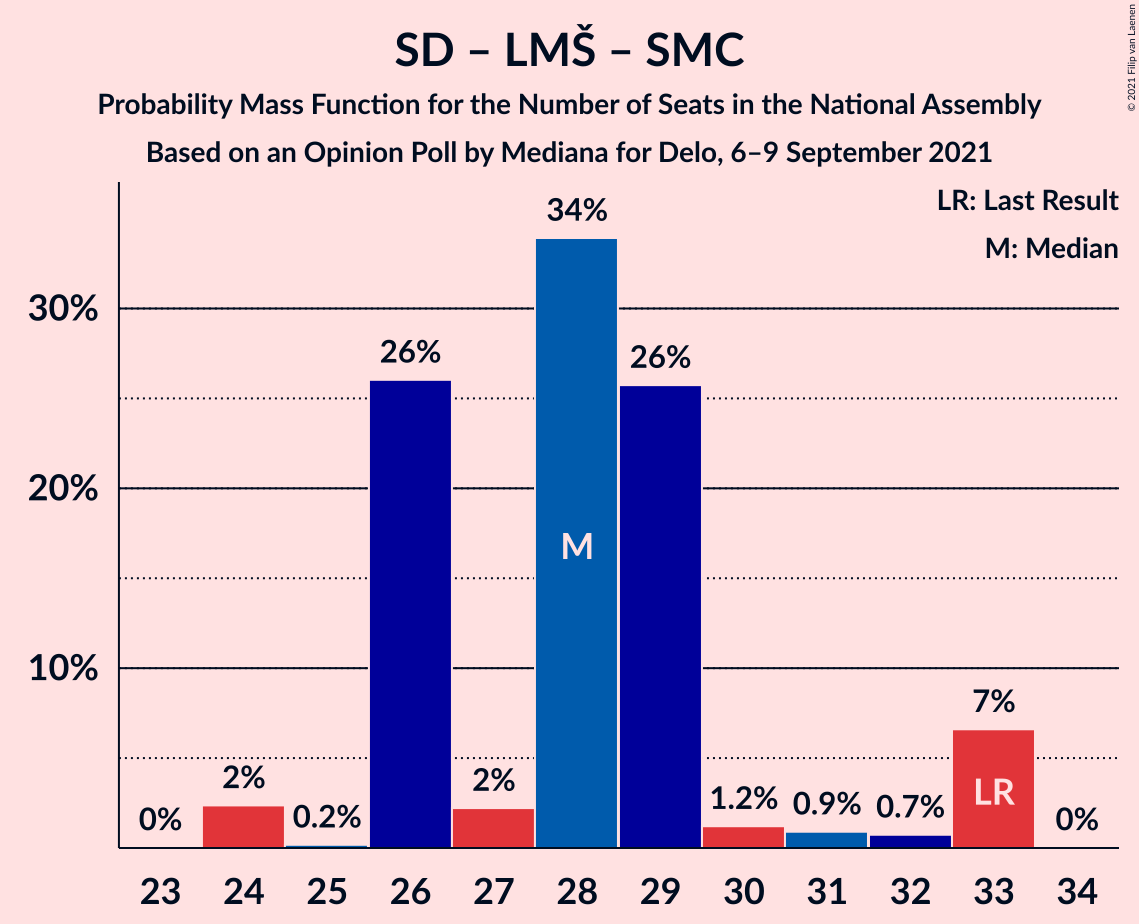 SD – LMŠ – SMC
Probability Mass Function for the Number of Seats in the National Assembly
Based on an Opinion Poll by Mediana for Delo, 6–9 September 2021
© 2021 Filip van Laenen
LR: Last Result
M: Median
30%
20%
10%
0%
2%
0.2%
26%
2%
34%
M
26%
1.2%
0.9%
0.7%
7%
LR
0%
23 24 25 26 27 28 29 30 31 32 33 34